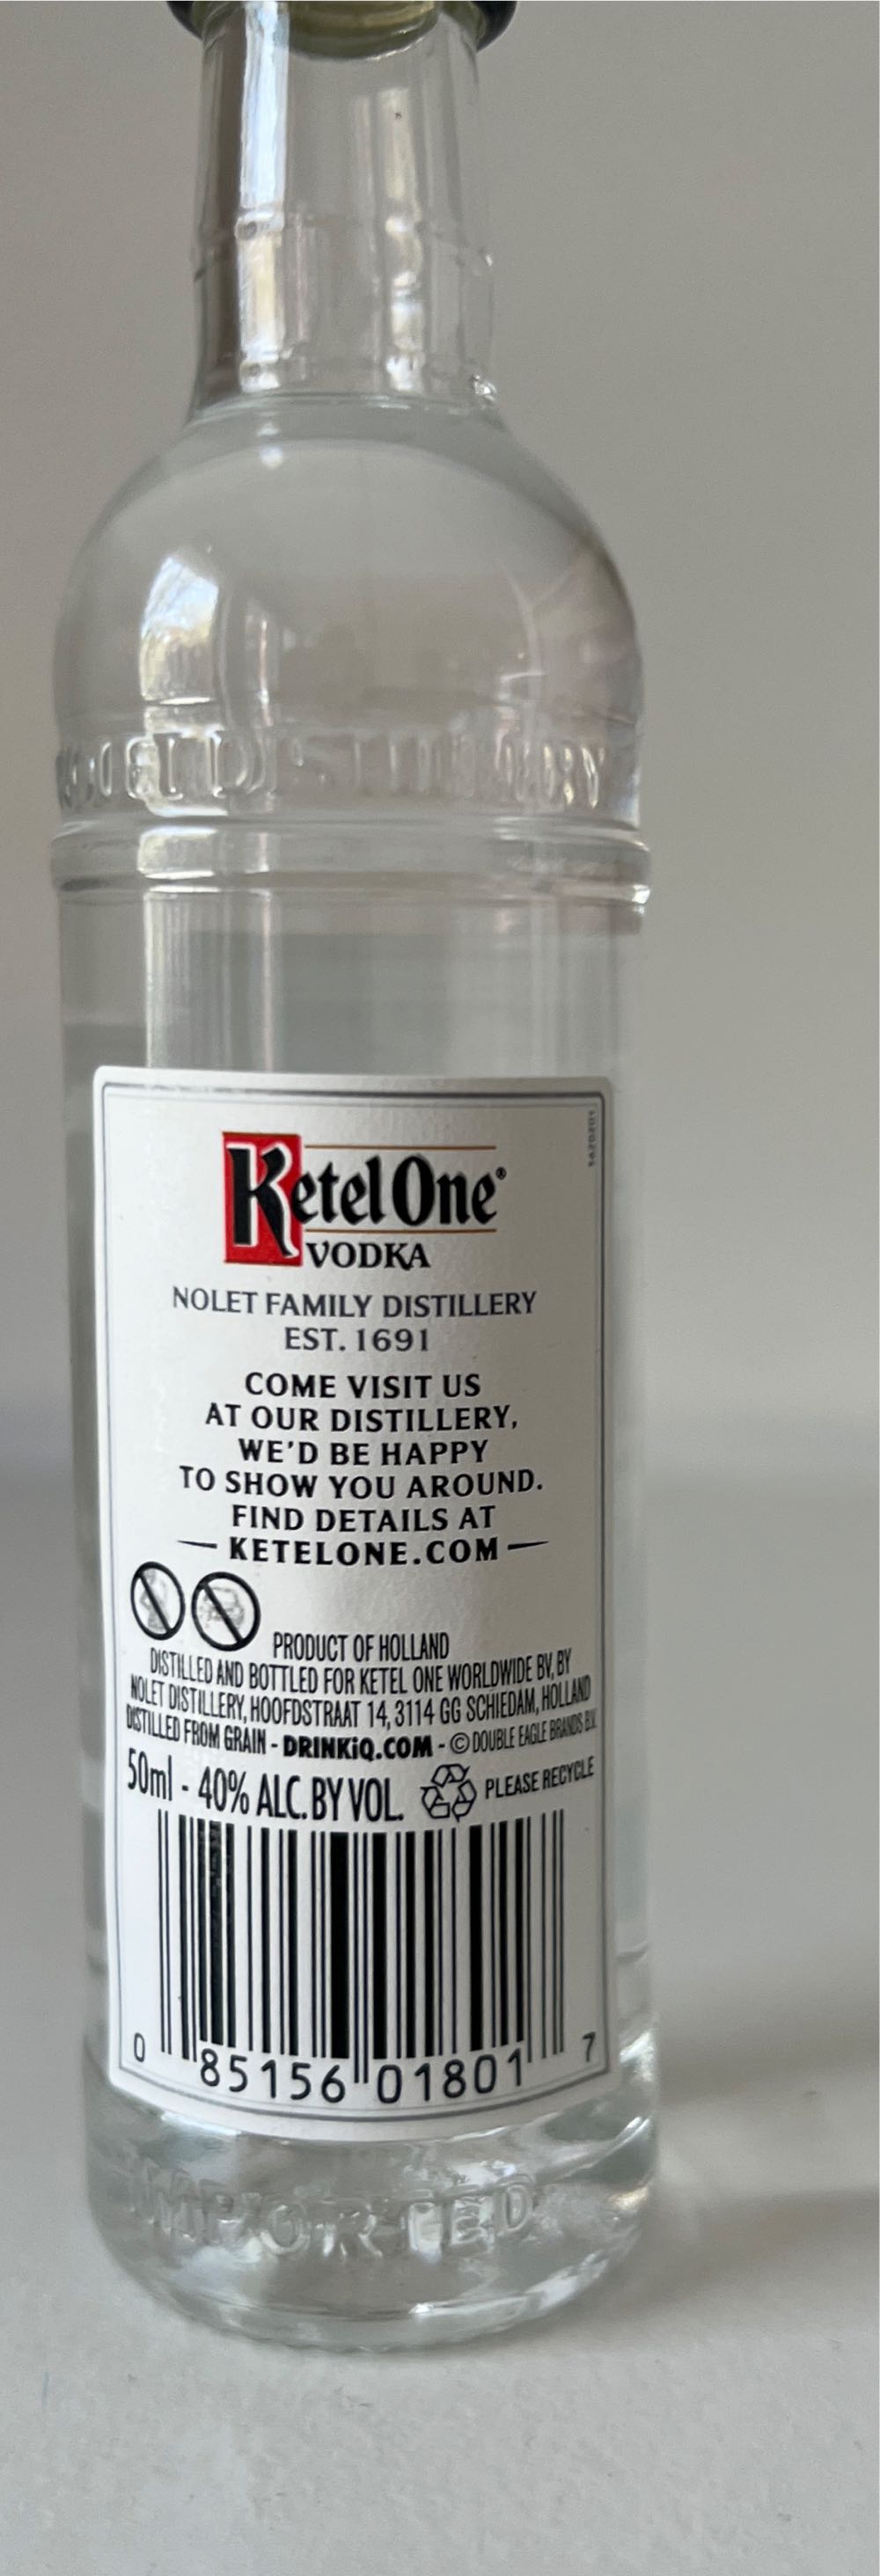 NOLET DISTILLERY
Ketel One®
VODKA
NOLET FAMILY DISTILLERY
EST. 1691
COME VISIT US
AT OUR DISTILLERY,
WE'D BE HAPPY
TO SHOW YOU AROUND.
FIND DETAILS AT
— KETELONE.COM —
PRODUCT OF HOLLAND
DISTILLED AND BOTTLED FOR KETEL ONE WORLDWIDE BV, BY
NOLET DISTILLERY, HOOFDSTRAAT 14, 3114 GG SCHIEDAM, HOLLAND
DISTILLED FROM GRAIN - DRINKiQ.COM - © DOUBLE EAGLE BRANDS B.V.
50ml - 40% ALC. BY VOL. PLEASE RECYCLE
0 85156 01801 7
IMPORTED